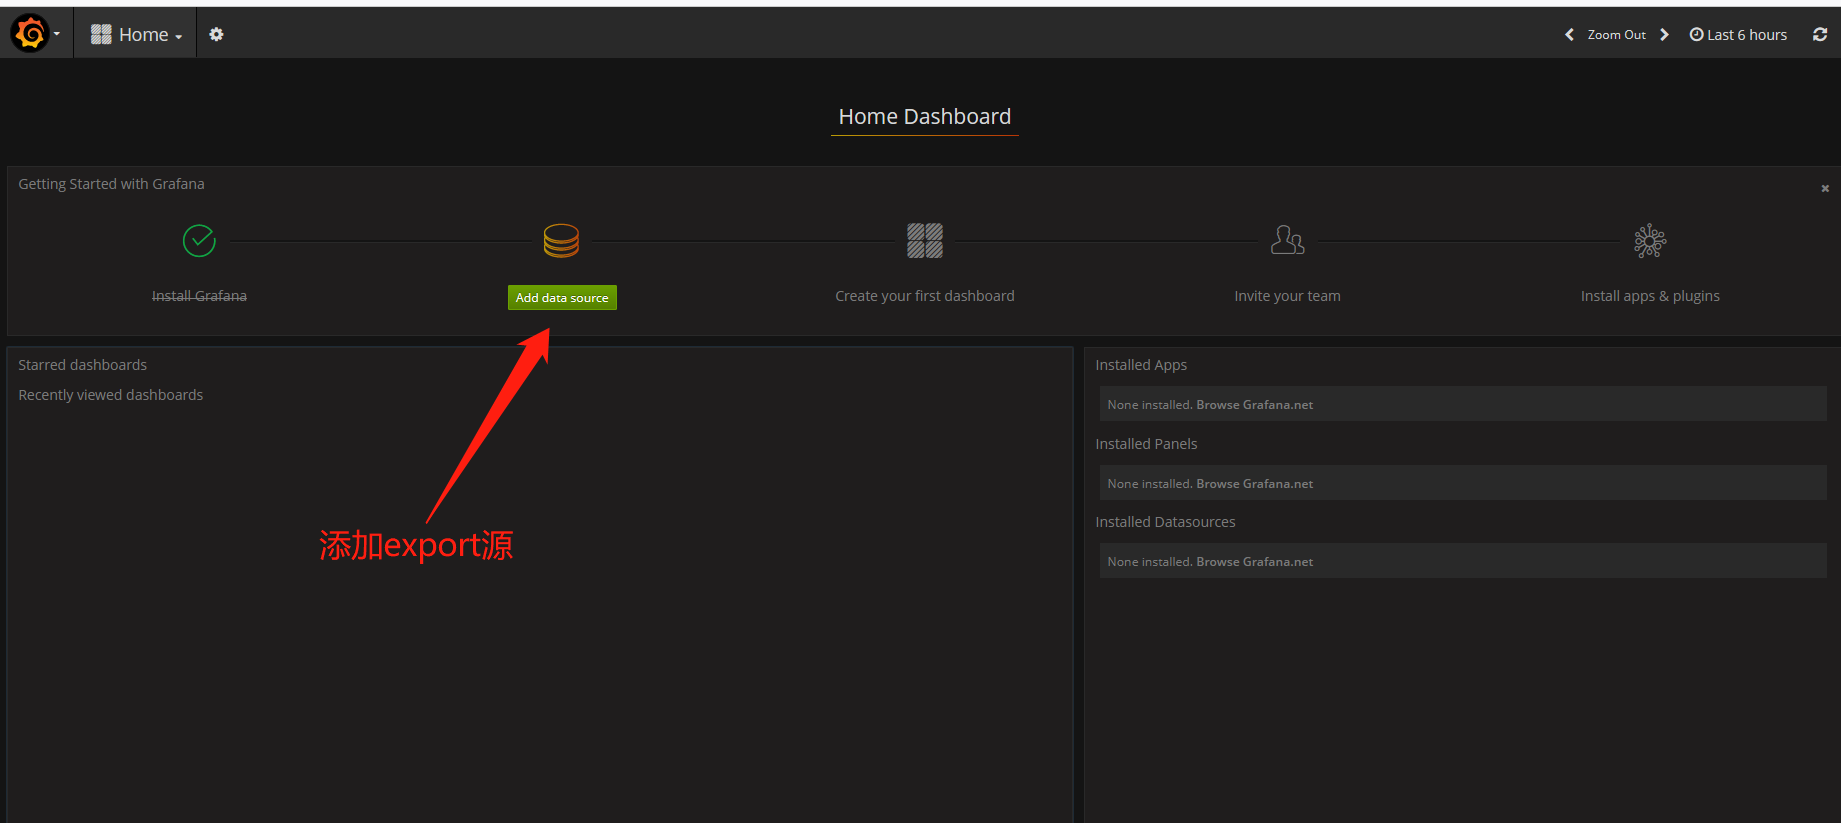 Home
Zoom Out
Last 6 hours
Home Dashboard
Getting Started with Grafana
Install Grafana
Add data source
Create your first dashboard
Invite your team
Install apps & plugins
Starred dashboards
Recently viewed dashboards
添加export源
Installed Apps
None installed. Browse Grafana.net
Installed Panels
None installed. Browse Grafana.net
Installed Datasources
None installed. Browse Grafana.net